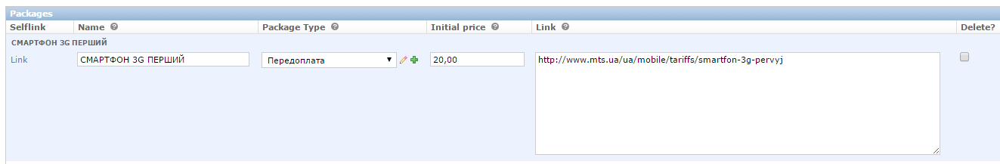 Packages
Selflink Name Package Type Initial price Link Delete?
СМАРТФОН 3G ПЕРШИЙ
Link СМАРТФОН 3G ПЕРШИЙ Передоплата 20,00 http://www.mts.ua/ua/mobile/tariffs/smartfon-3g-pervyj